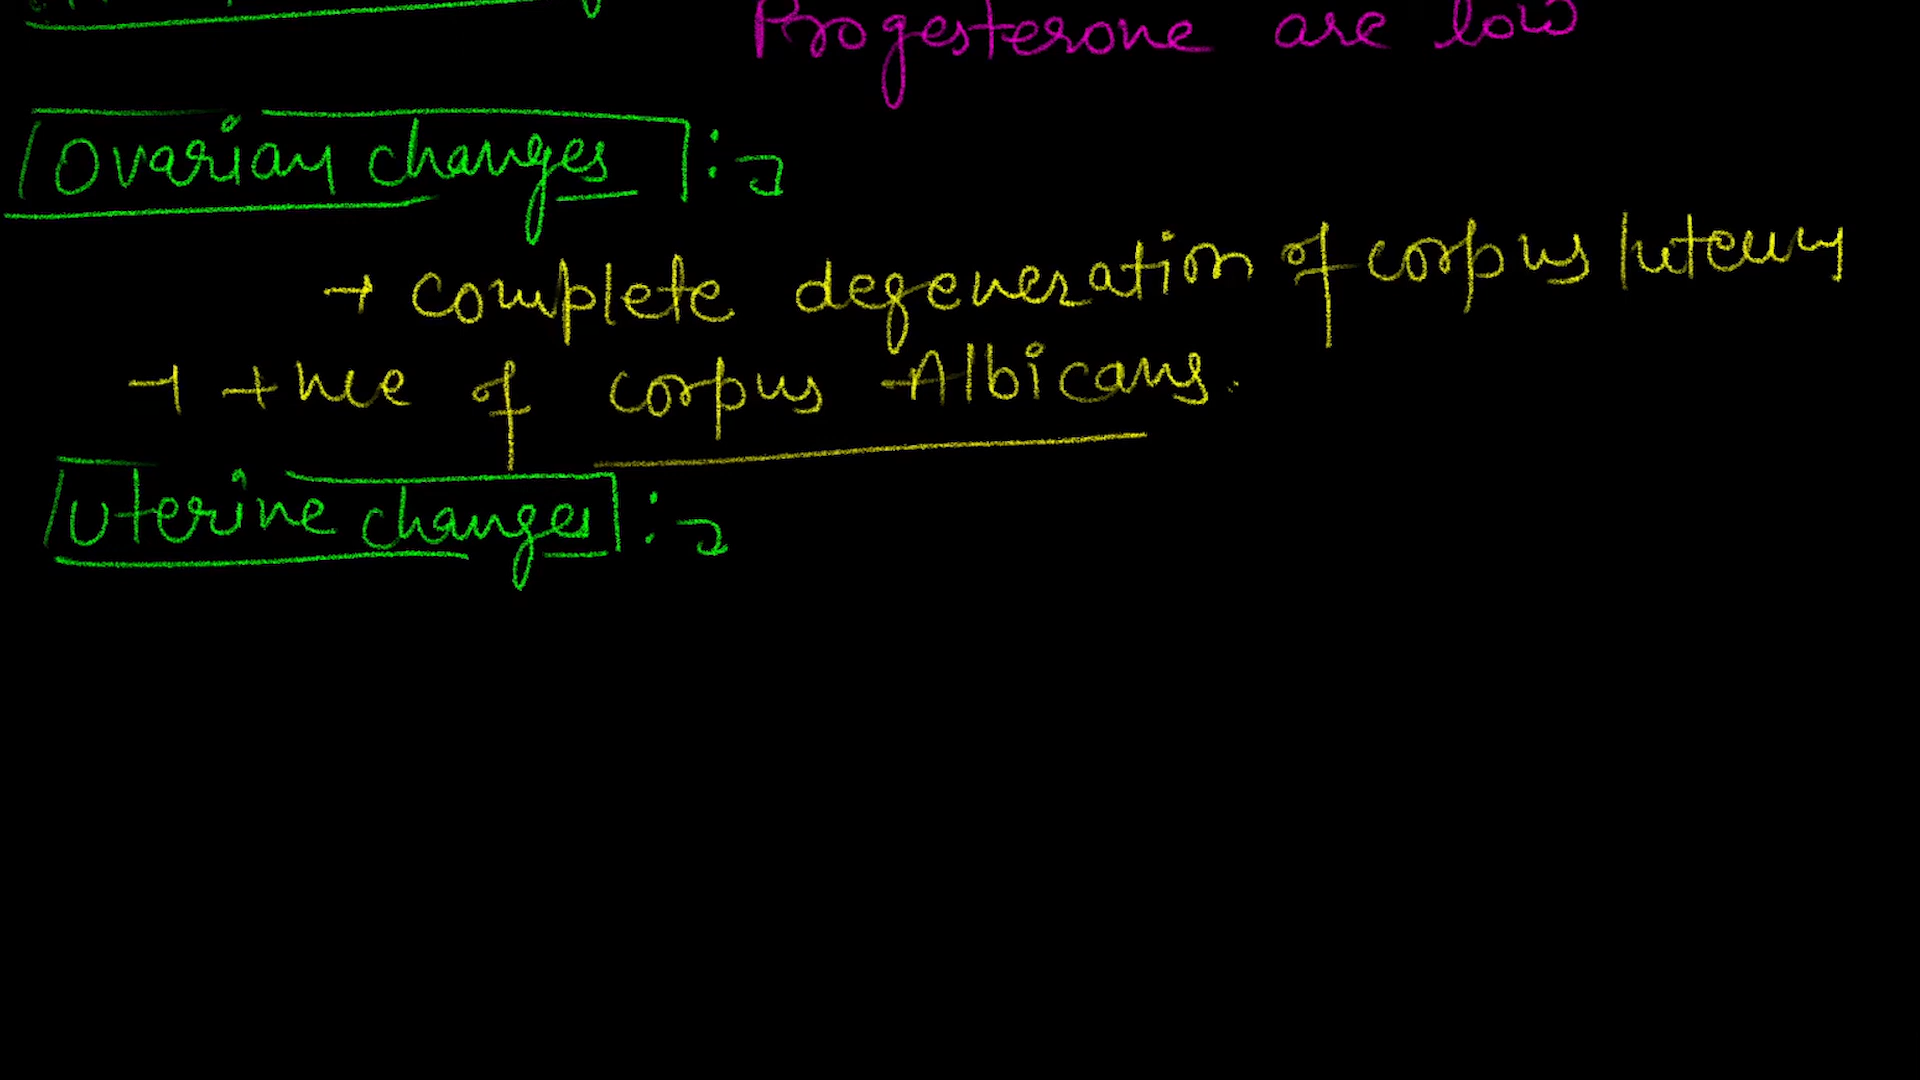 Progesterone are low
Ovarian changes :-
→ complete degeneration of corpus luteum
→ +nce of corpus Albicans.
Uterine changes :-